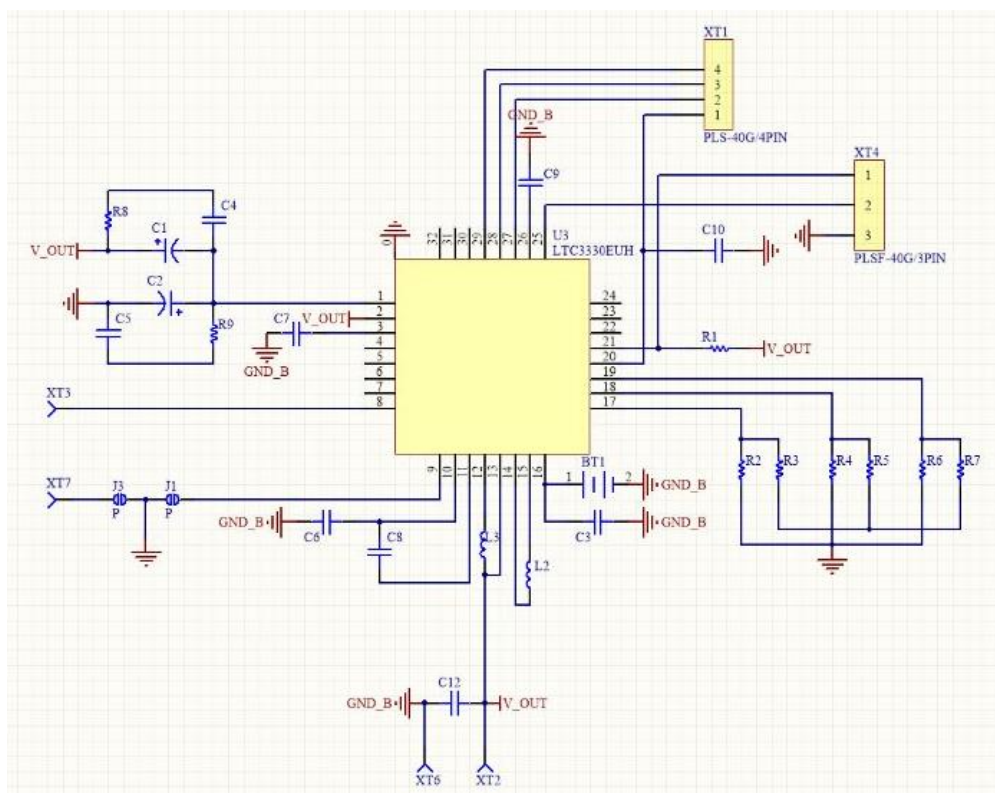 XT1
4
3
2
1
PLS-40G/4PIN
GND_B
C9
XT4
1
2
3
PLSF-40G/3PIN
R8
C4
C1
+
V_OUT
C2
+
C5
R9
0
32
31
30
29
28
27
26
25
U3
LTC3330EUH
C10
C7
V_OUT
GND_B
1
2
3
4
5
6
7
8
24
23
22
21
20
19
18
17
R1
V_OUT
XT3
XT7
J3
P
J1
P
9
10
11
12
13
14
15
16
BT1
1
2
GND_B
C3
GND_B
R2
R3
R4
R5
R6
R7
GND_B
C6
C8
L3
L2
C12
GND_B
V_OUT
XT6
XT2